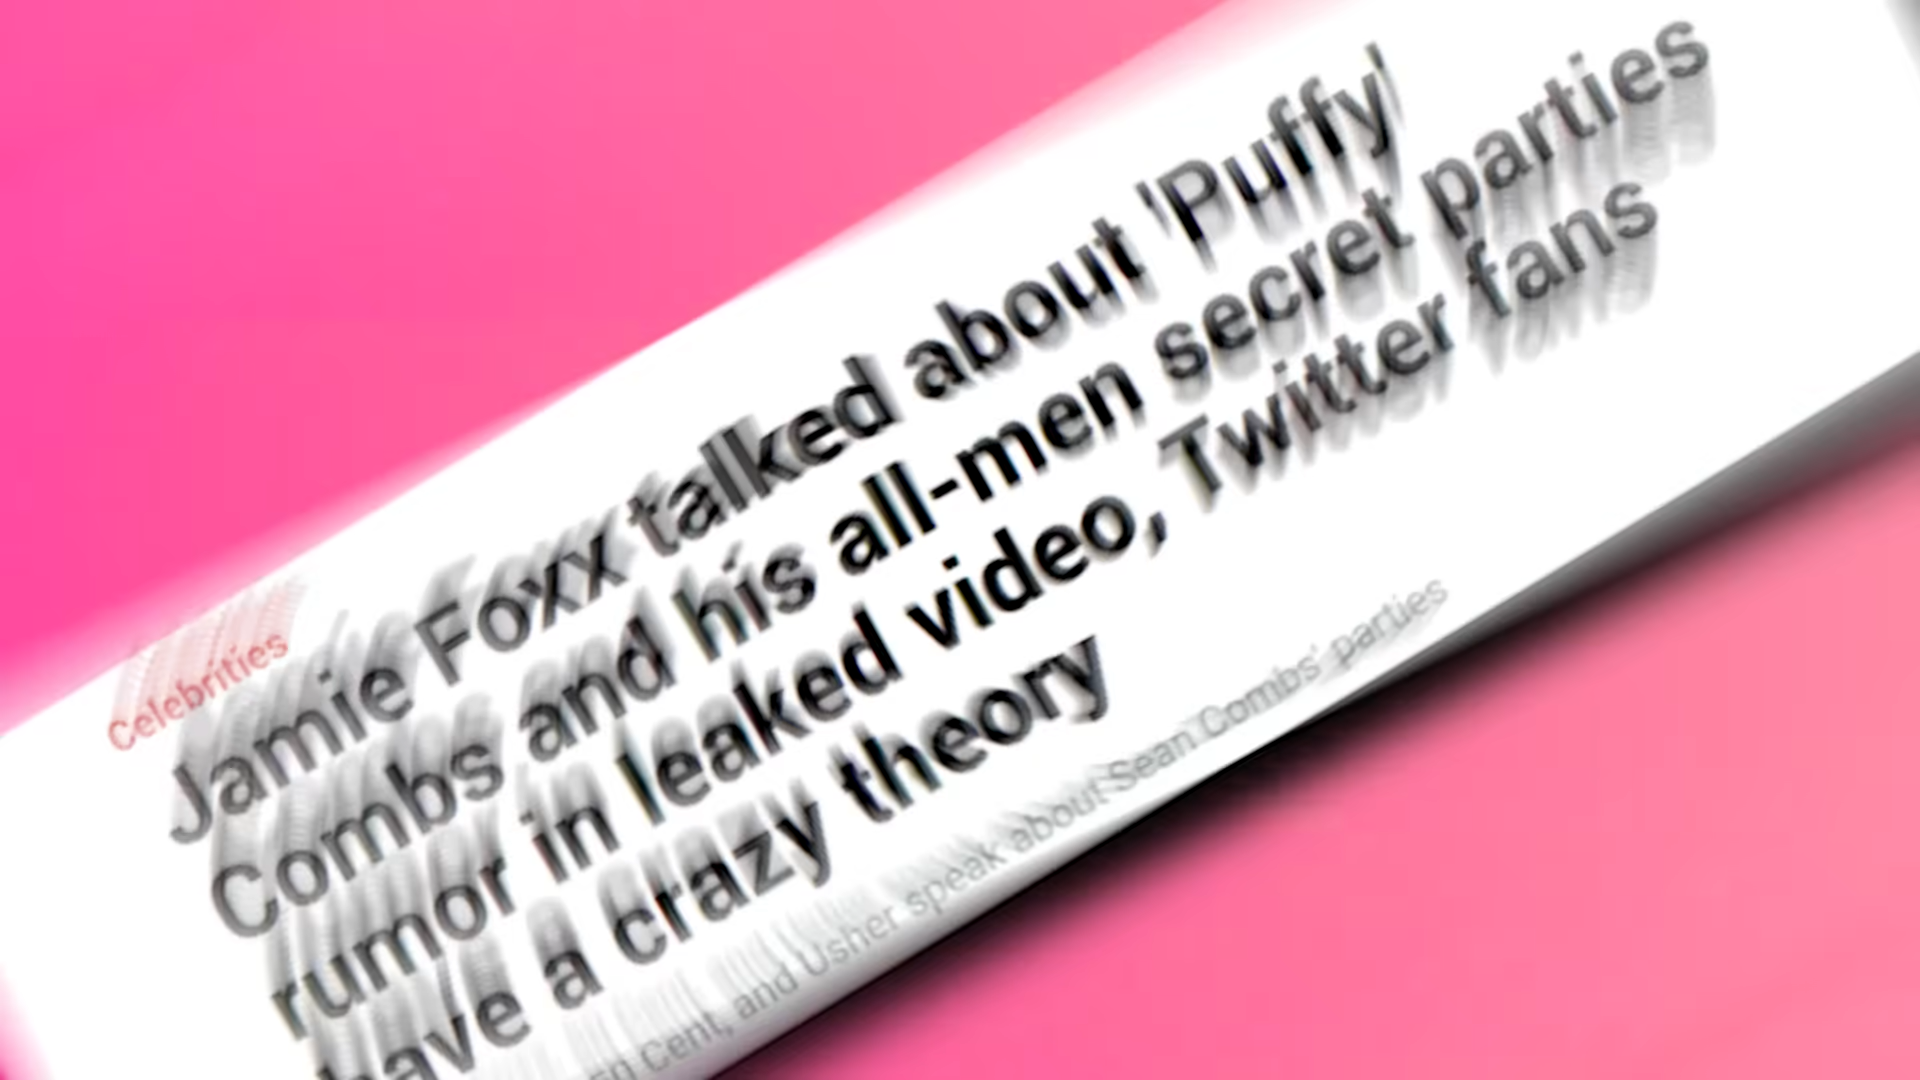 Celebrities
Jamie Foxx talked about 'Puffy'
Combs and his all-men secret parties
rumor in leaked video, Twitter fans
have a crazy theory
50 Cent, and Usher speak about Sean Combs' parties